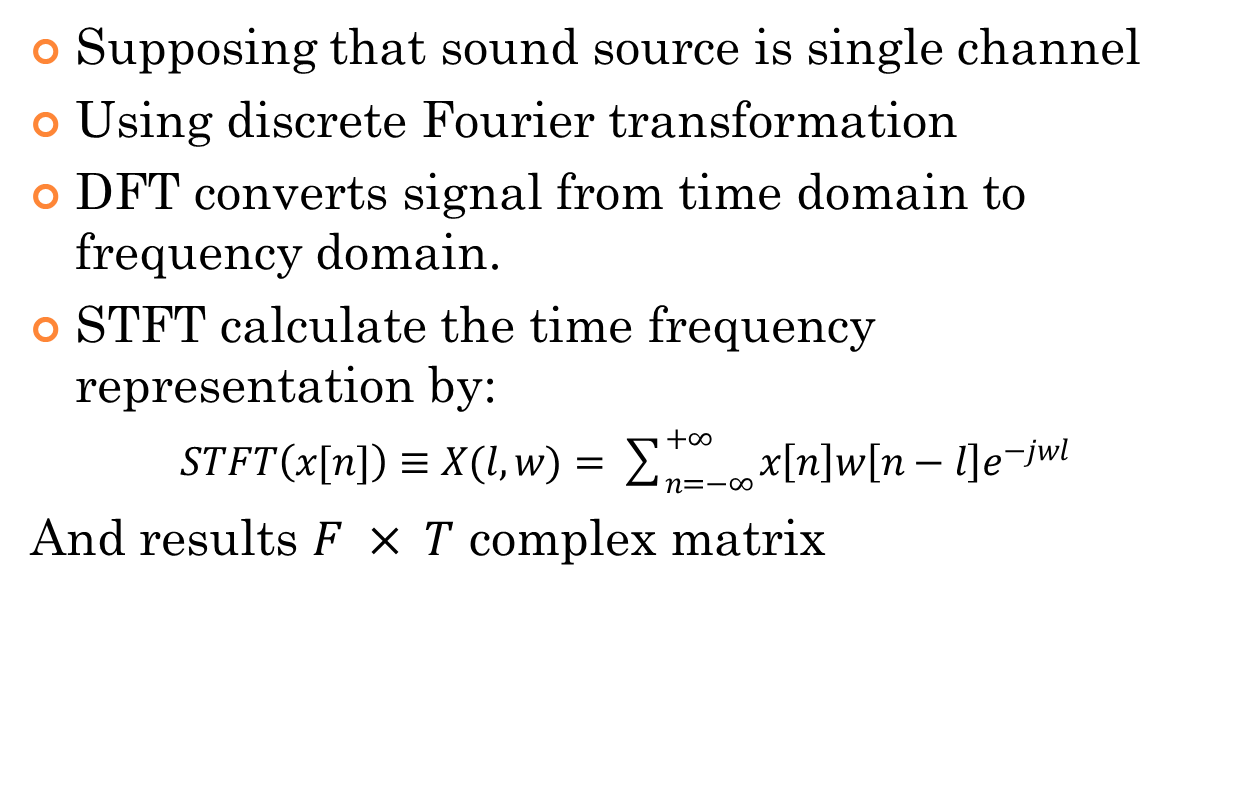 Supposing that sound source is single channel
Using discrete Fourier transformation
DFT converts signal from time domain to
frequency domain.
STFT calculate the time frequency
representation by:
STFT(x[n]) ≡ X(l, w) = ∑_{n=−∞}^{+∞} x[n]w[n − l]e^{−jwl}
And results F × T complex matrix